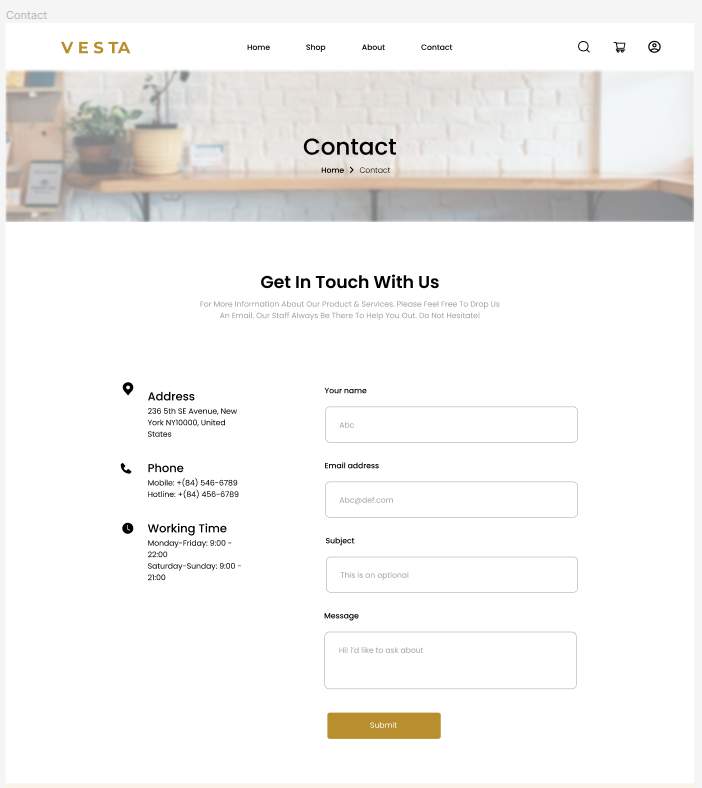 Contact
VESTA
Home
Shop
About
Contact
Contact
Home > Contact
Get In Touch With Us
For More Information About Our Product & Services. Please Feel Free To Drop Us
An Email. Our Staff Always Be There To Help You Out. Do Not Hesitate!
Address
236 5th SE Avenue, New
York NY10000, United
States
Phone
Mobile: +(84) 546-6789
Hotline: +(84) 456-6789
Working Time
Monday-Friday: 9:00 -
22:00
Saturday-Sunday: 9:00 -
21:00
Your name
Abc
Email address
Abc@def.com
Subject
This is an optional
Message
Hi! i'd like to ask about
Submit